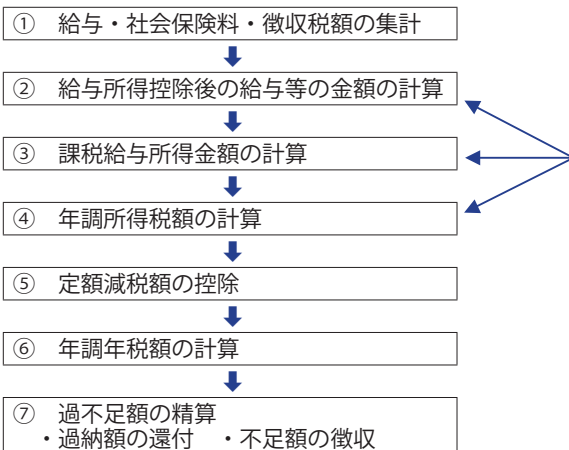 ① 給与・社会保険料・徴収税額の集計
② 給与所得控除後の給与等の金額の計算
③ 課税給与所得金額の計算
④ 年調所得税額の計算
⑤ 定額減税額の控除
⑥ 年調年税額の計算
⑦ 過不足額の精算
・過納額の還付 ・不足額の徴収